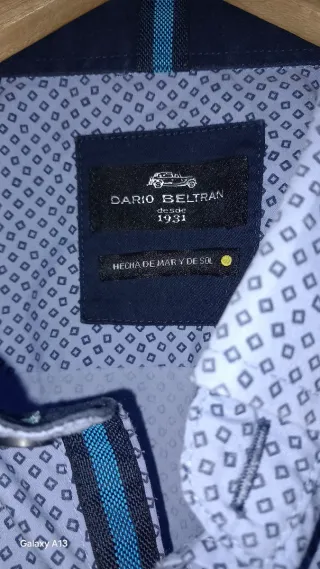 DARIO BELTRAN
desde
1931
HECHA DE MAR Y DE SOL
Galaxy A13